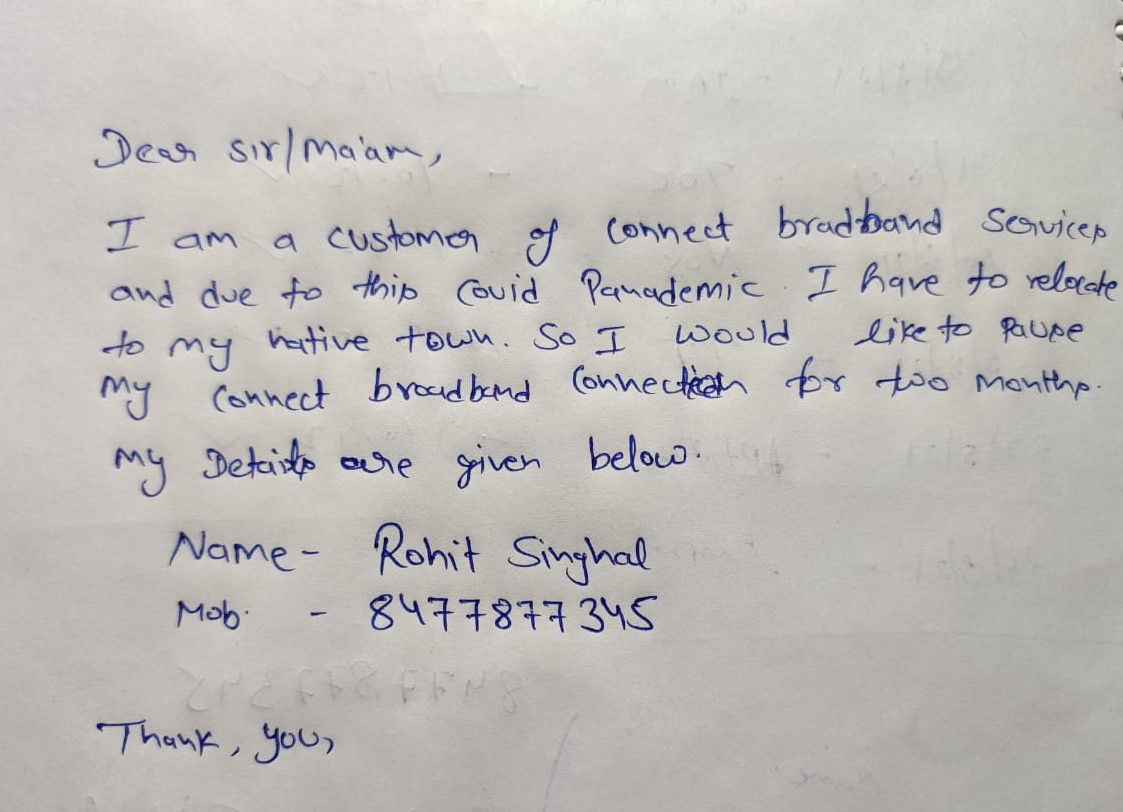 Dear sir/ma'am,
I am a customer of connect bradband services
and due to this Covid Panademic. I have to relocate
to my native town. So I would like to pause
my connect broadband connection for two months.
my Details are given below.
Name - Rohit Singhal
Mob. - 8477877345
Thank, you,